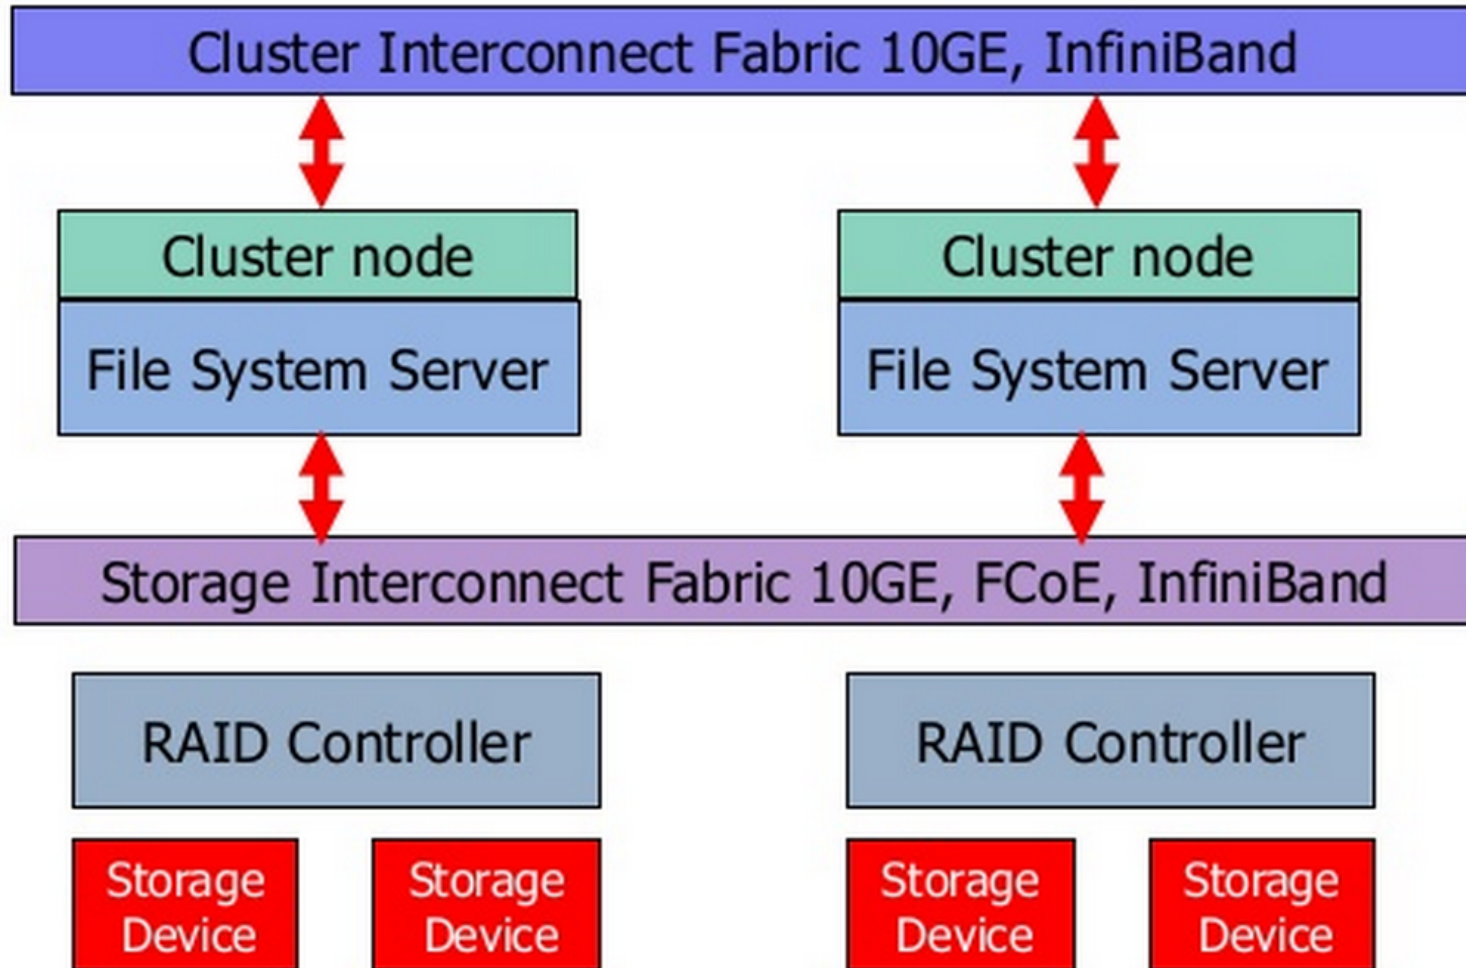 Cluster Interconnect Fabric 10GE, InfiniBand
Cluster node
Cluster node
File System Server
File System Server
Storage Interconnect Fabric 10GE, FCoE, InfiniBand
RAID Controller
RAID Controller
Storage
Device
Storage
Device
Storage
Device
Storage
Device